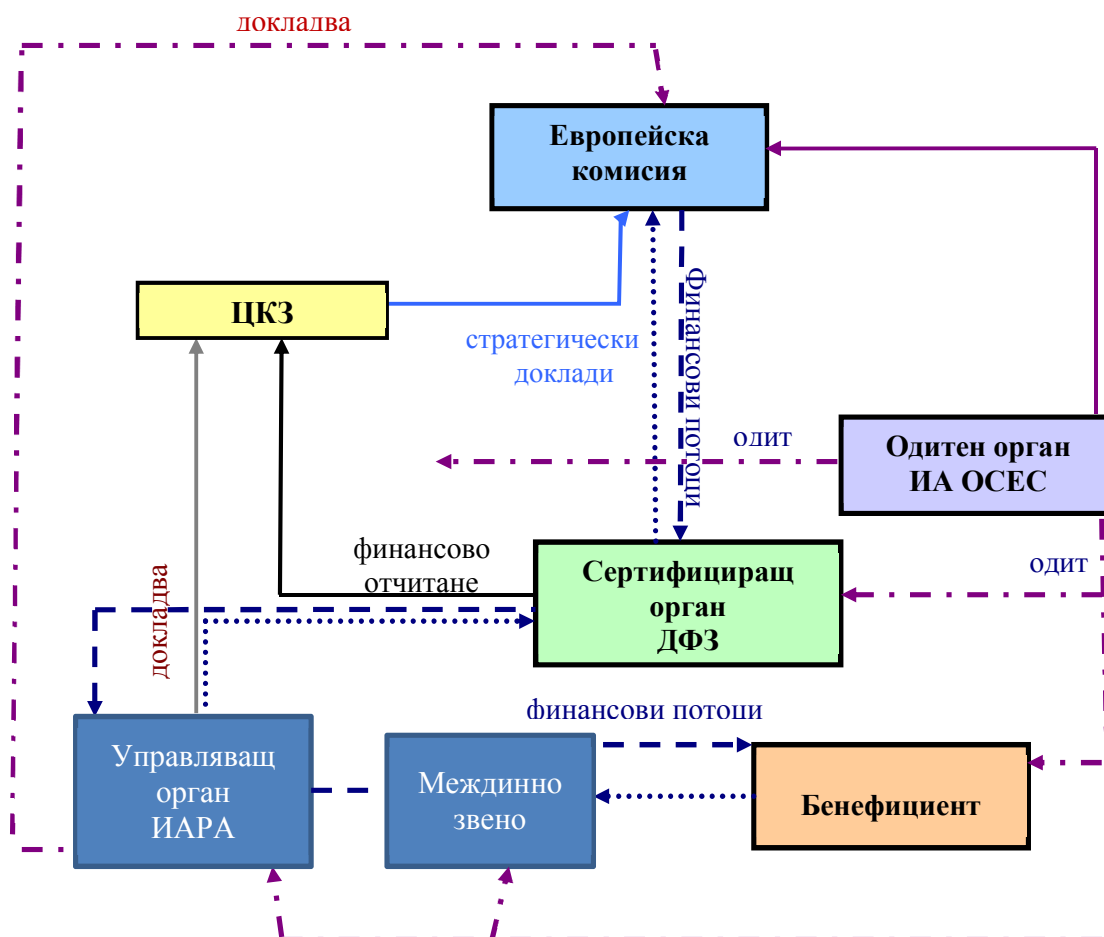 докладва
Европейска
комисия
ЦКЗ
стратегически
доклади
Финансови потоци
одит
Одитен орган
ИА ОСЕС
финансово
отчитане
Сертифициращ
орган
ДФЗ
одит
докладва
финансови потоци
Управляващ
орган
ИАРА
Междинно
звено
Бенефициент